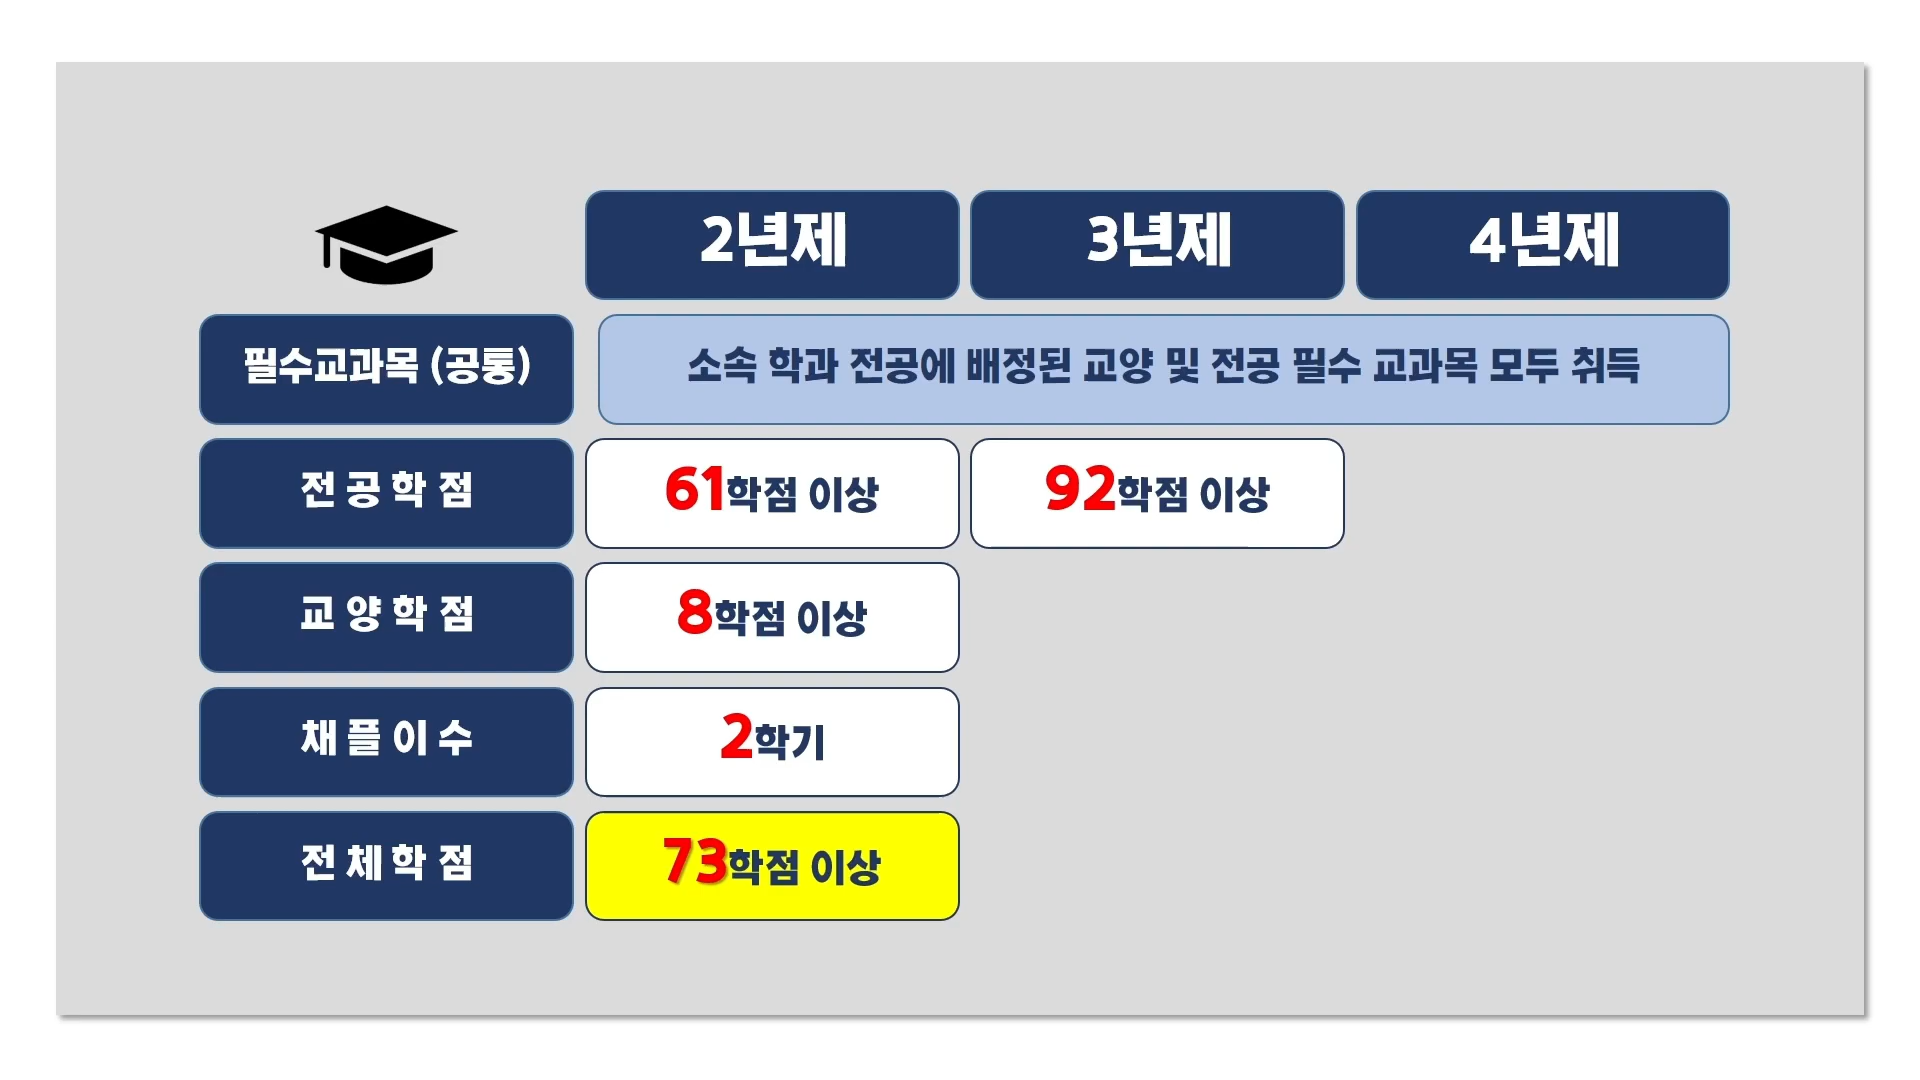 2년제 3년제 4년제
필수교과목 (공통) 소속 학과 전공에 배정된 교양 및 전공 필수 교과목 모두 취득
전 공 학 점 61학점 이상 92학점 이상
교 양 학 점 8학점 이상
채 플 이 수 2학기
전 체 학 점 73학점 이상